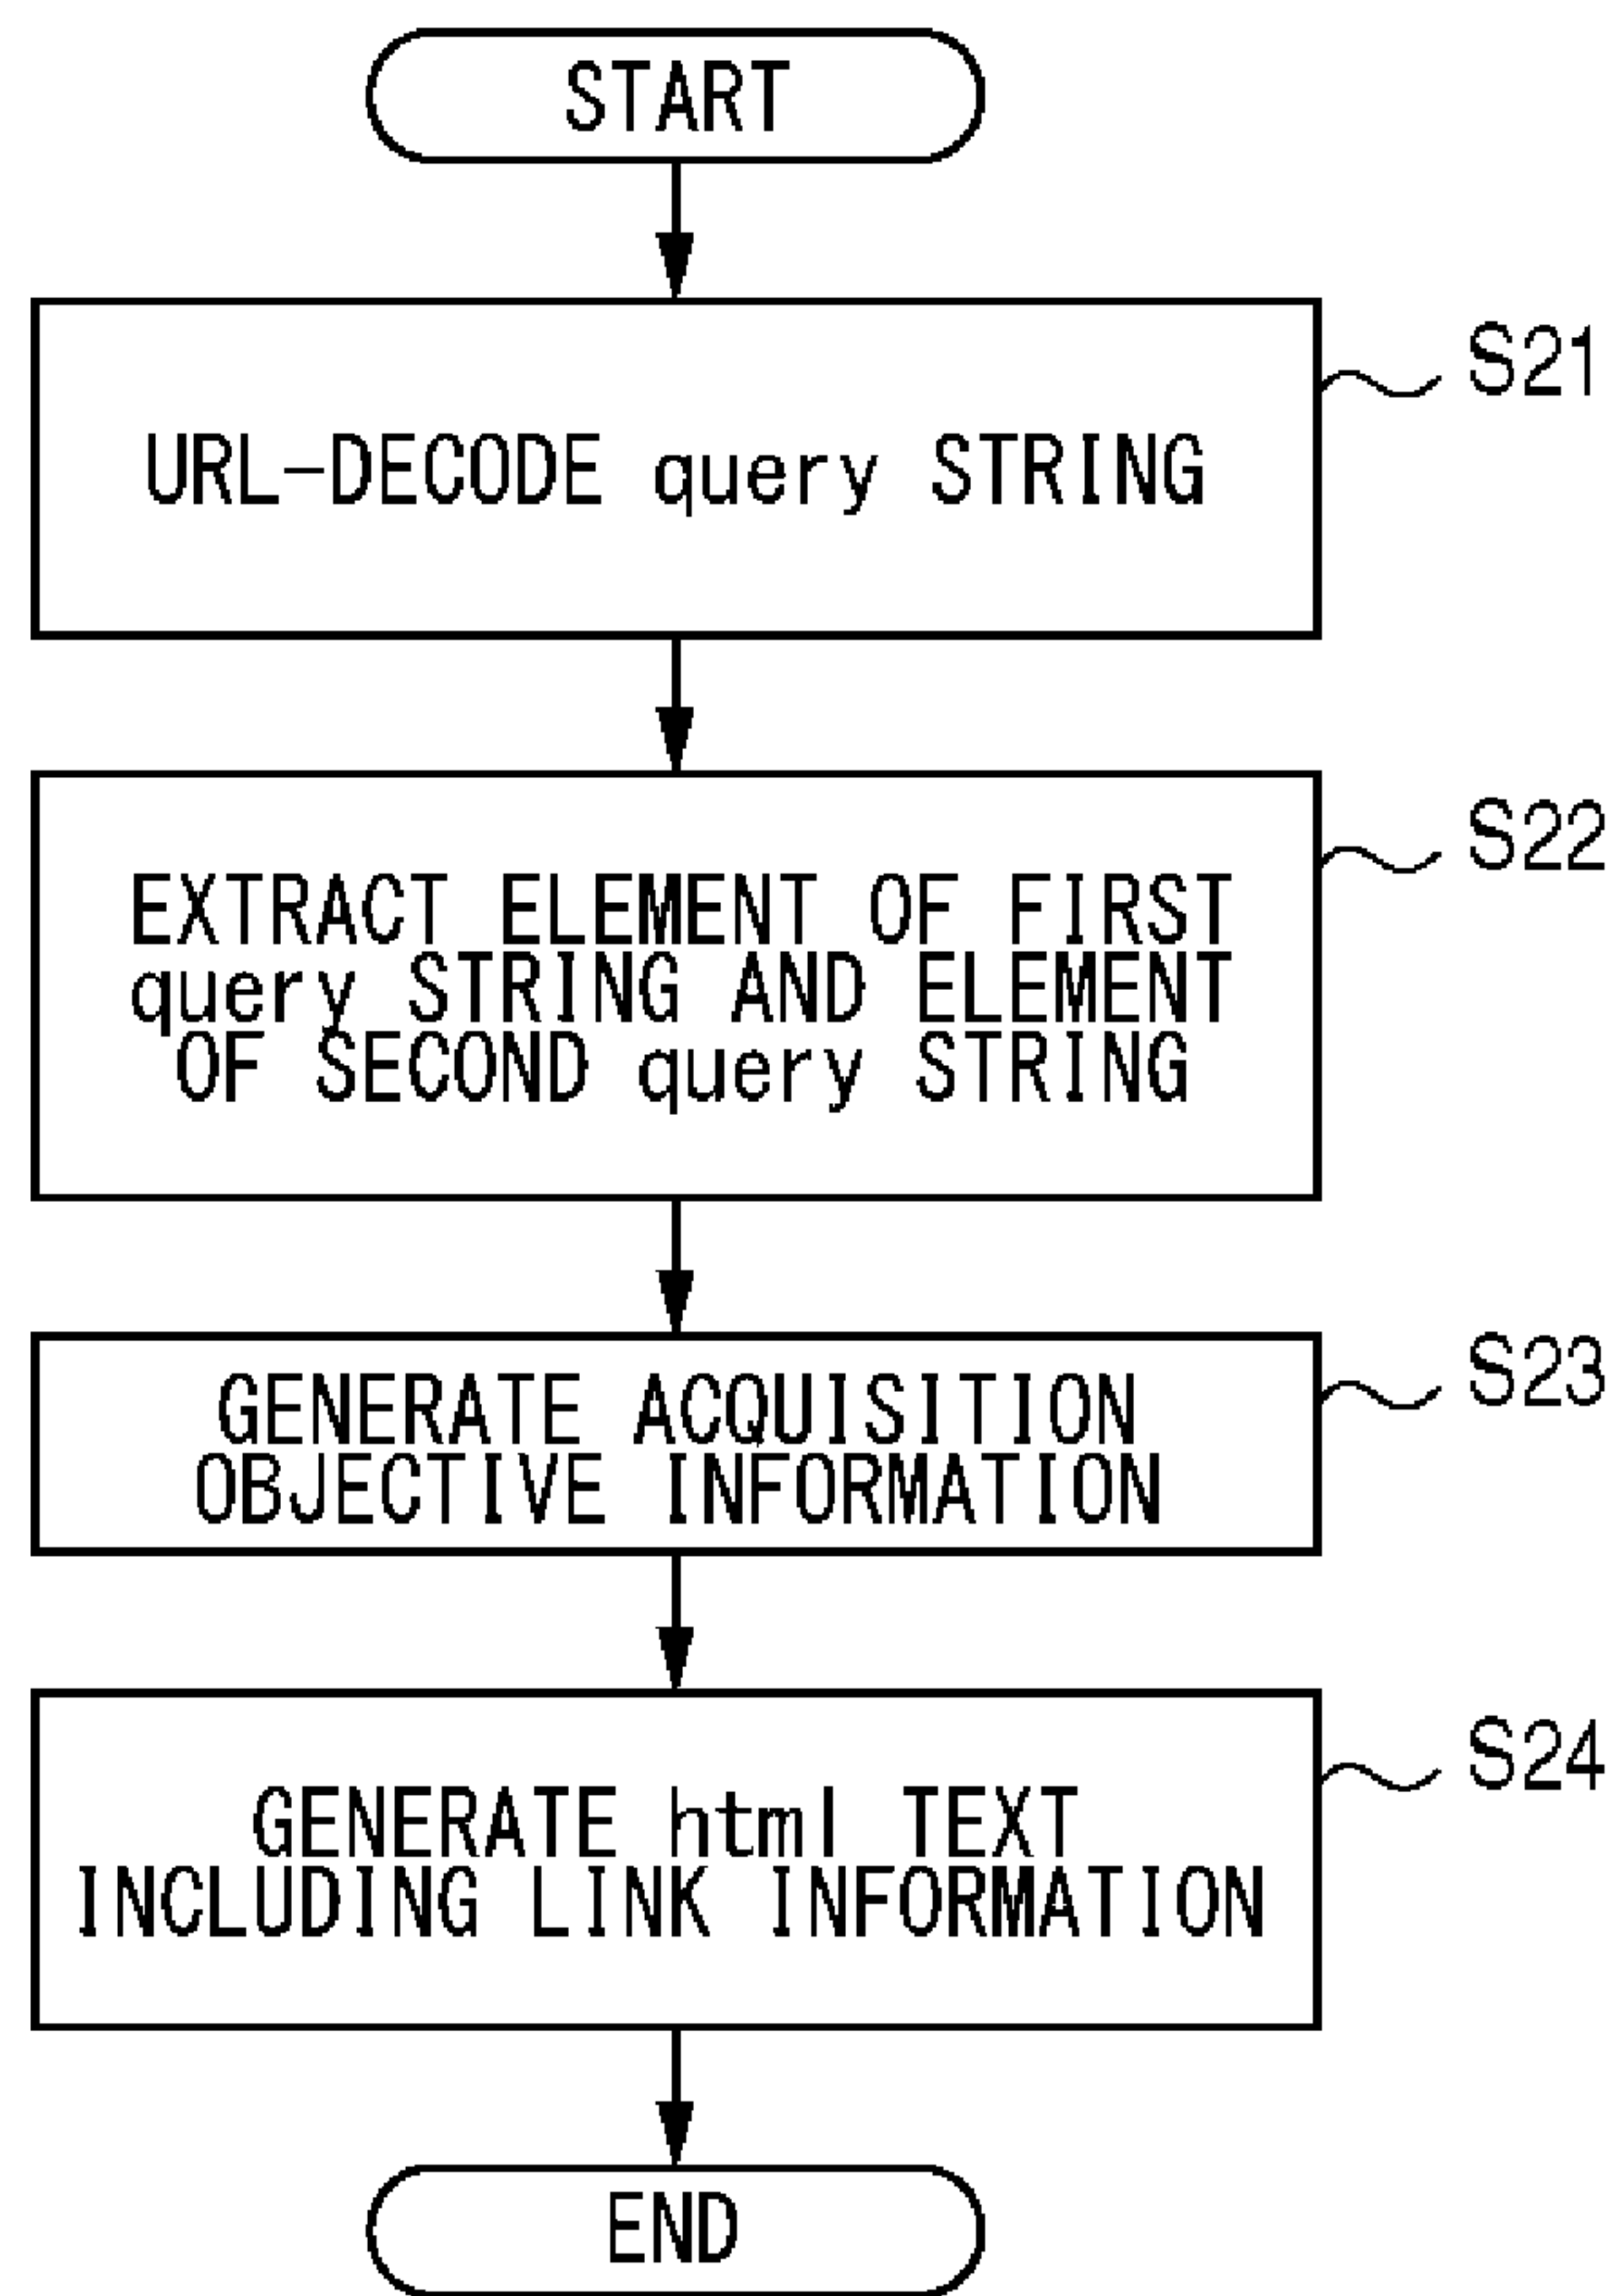 START
S21
URL-DECODE query STRING
S22
EXTRACT ELEMENT OF FIRST
query STRING AND ELEMENT
OF SECOND query STRING
S23
GENERATE ACQUISITION
OBJECTIVE INFORMATION
S24
GENERATE html TEXT
INCLUDING LINK INFORMATION
END